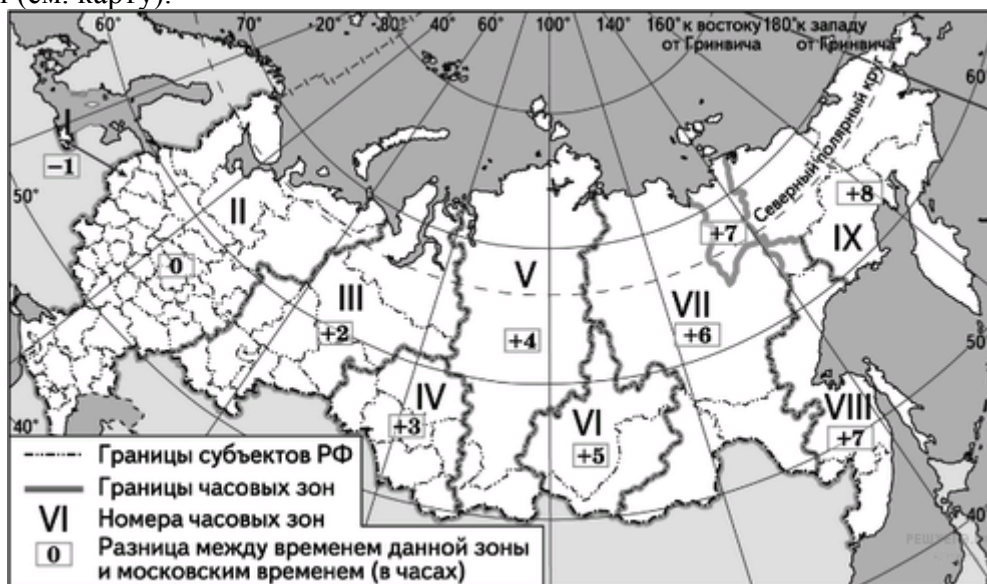 (см. карту).
60° 70° 20° 40° 60° 80° 100° 140° 160° к востоку 180° к западу
от Гринвича от Гринвича
60°
I
−1
50°
II
0
III
+2
IV
+3
V
+4
VI
+5
VII
+6
+7
Северный полярный круг
+8
IX
50°
VIII
+7
40°
40°
Границы субъектов РФ
Границы часовых зон
VI Номера часовых зон
0 Разница между временем данной зоны
и московским временем (в часах)